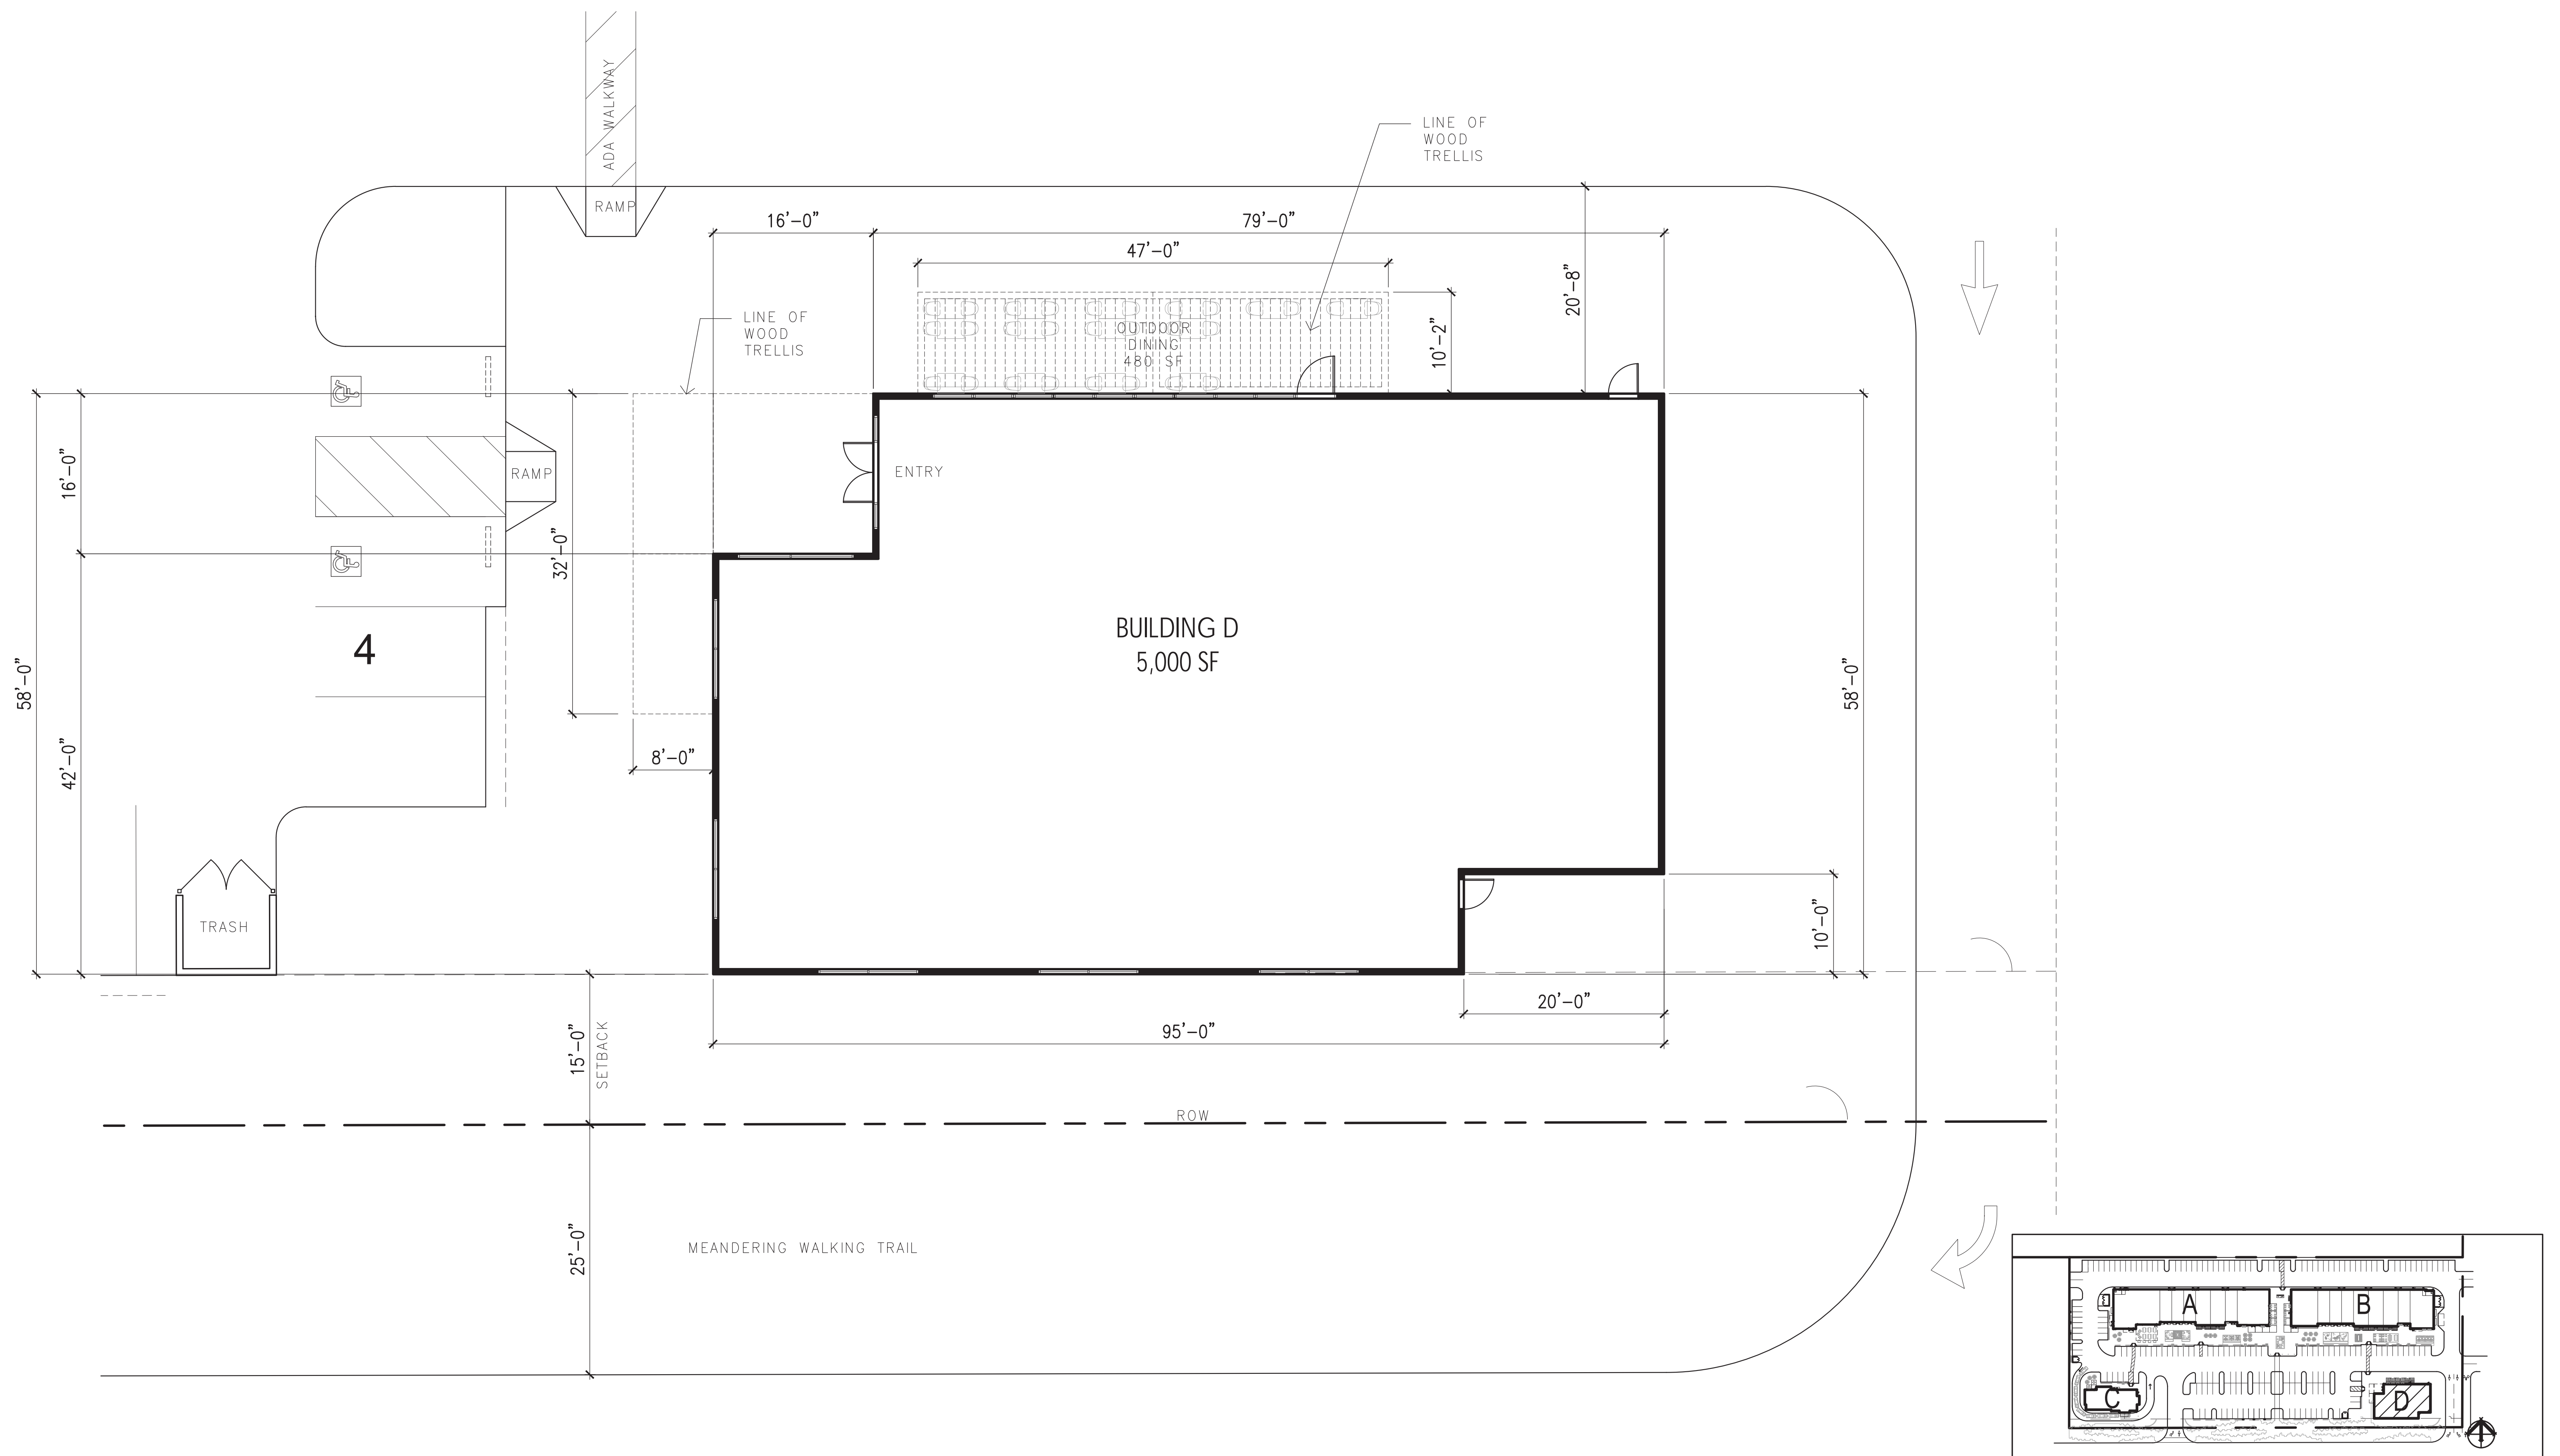 ADA WALKWAY
RAMP
LINE OF
WOOD
TRELLIS
16'-0"
79'-0"
47'-0"
20'-8"
10'-2"
LINE OF
WOOD
TRELLIS
OUTDOOR
DINING
480 SF
ENTRY
RAMP
16'-0"
32'-0"
58'-0"
42'-0"
4
8'-0"
BUILDING D
5,000 SF
58'-0"
10'-0"
TRASH
20'-0"
95'-0"
15'-0"
SETBACK
ROW
25'-0"
MEANDERING WALKING TRAIL
A
B
C
D